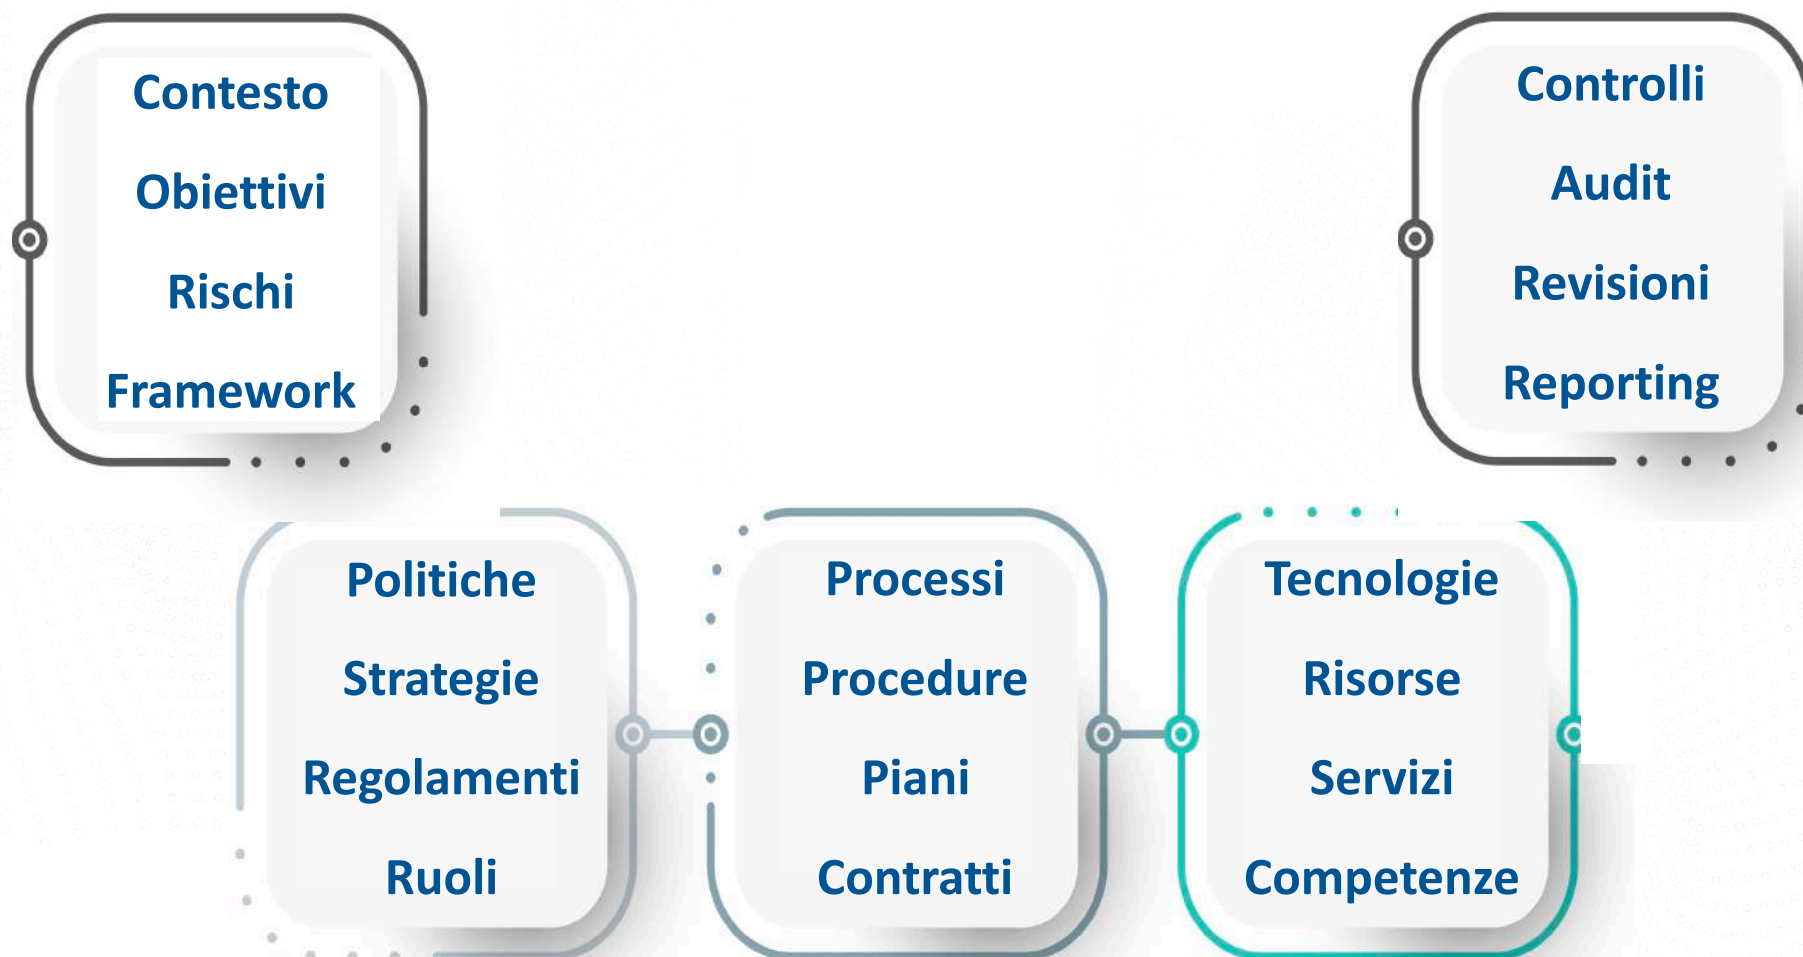 Contesto
Obiettivi
Rischi
Framework
Controlli
Audit
Revisioni
Reporting
Politiche
Strategie
Regolamenti
Ruoli
Processi
Procedure
Piani
Contratti
Tecnologie
Risorse
Servizi
Competenze